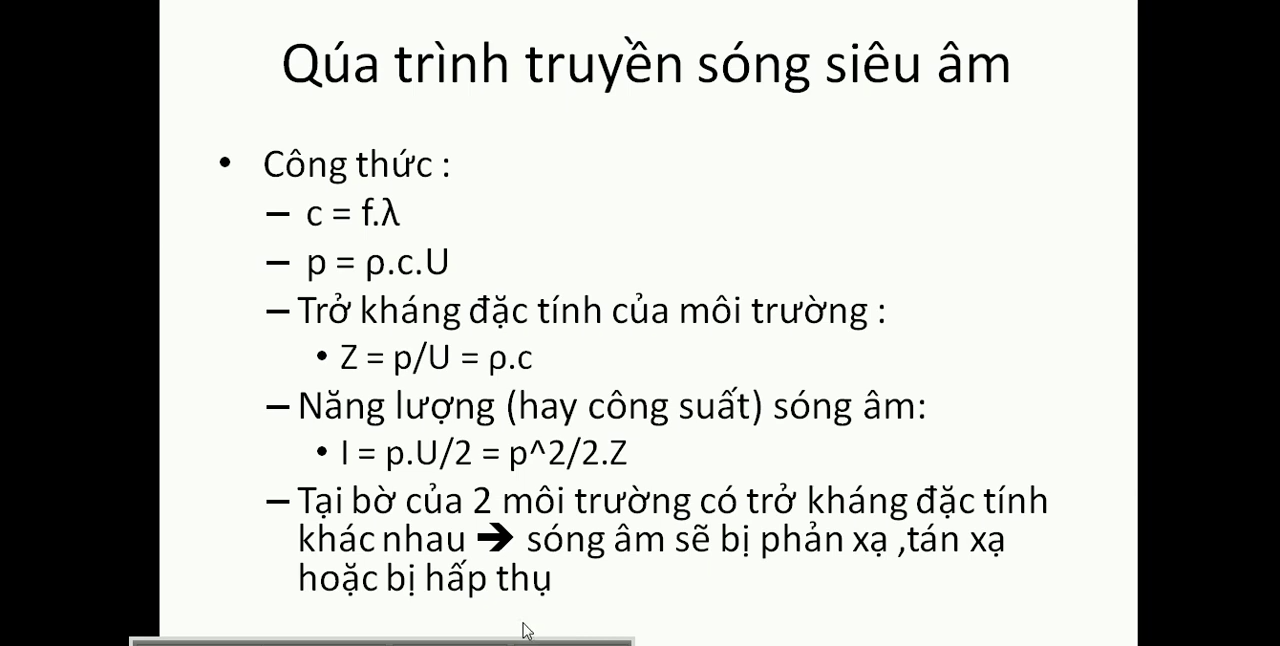 Qúa trình truyền sóng siêu âm
• Công thức :
– c = f.λ
– p = ρ.c.U
– Trở kháng đặc tính của môi trường :
• Z = p/U = ρ.c
– Năng lượng (hay công suất) sóng âm:
• I = p.U/2 = p^2/2.Z
– Tại bờ của 2 môi trường có trở kháng đặc tính
khác nhau ➔ sóng âm sẽ bị phản xạ ,tán xạ
hoặc bị hấp thụ